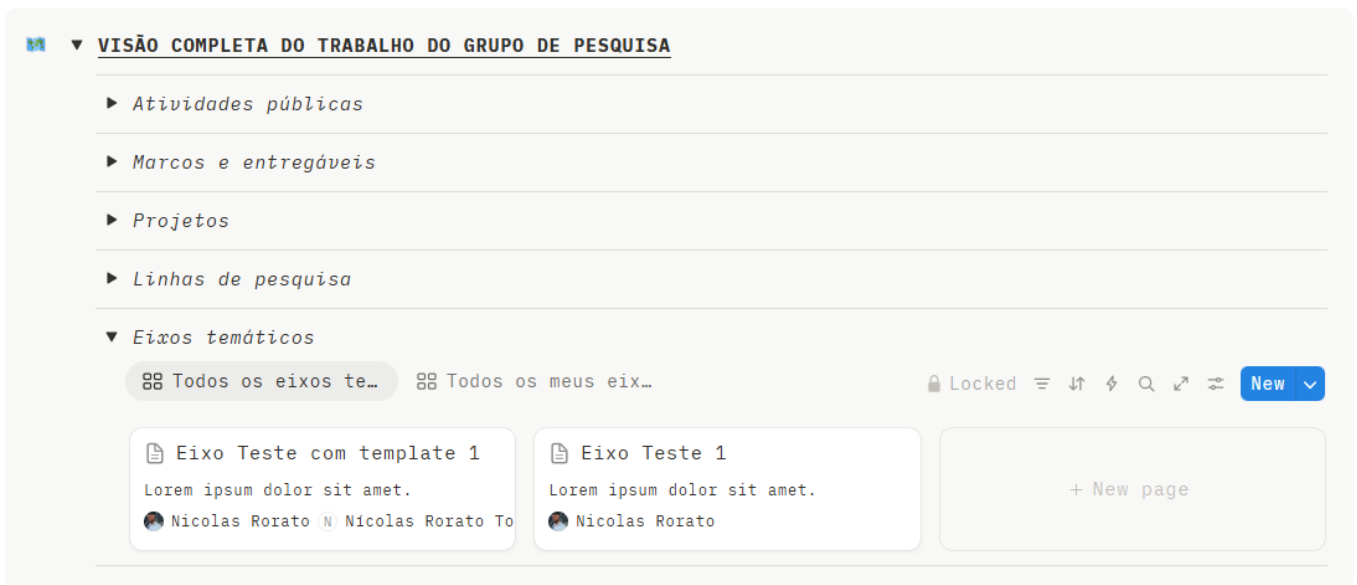 VISÃO COMPLETA DO TRABALHO DO GRUPO DE PESQUISA
Atividades públicas
Marcos e entregáveis
Projetos
Linhas de pesquisa
Eixos temáticos
Todos os eixos te… Todos os meus eix… Locked New
Eixo Teste com template 1
Lorem ipsum dolor sit amet.
Nicolas Rorato N Nícolas Rorato To
Eixo Teste 1
Lorem ipsum dolor sit amet.
Nicolas Rorato
+ New page